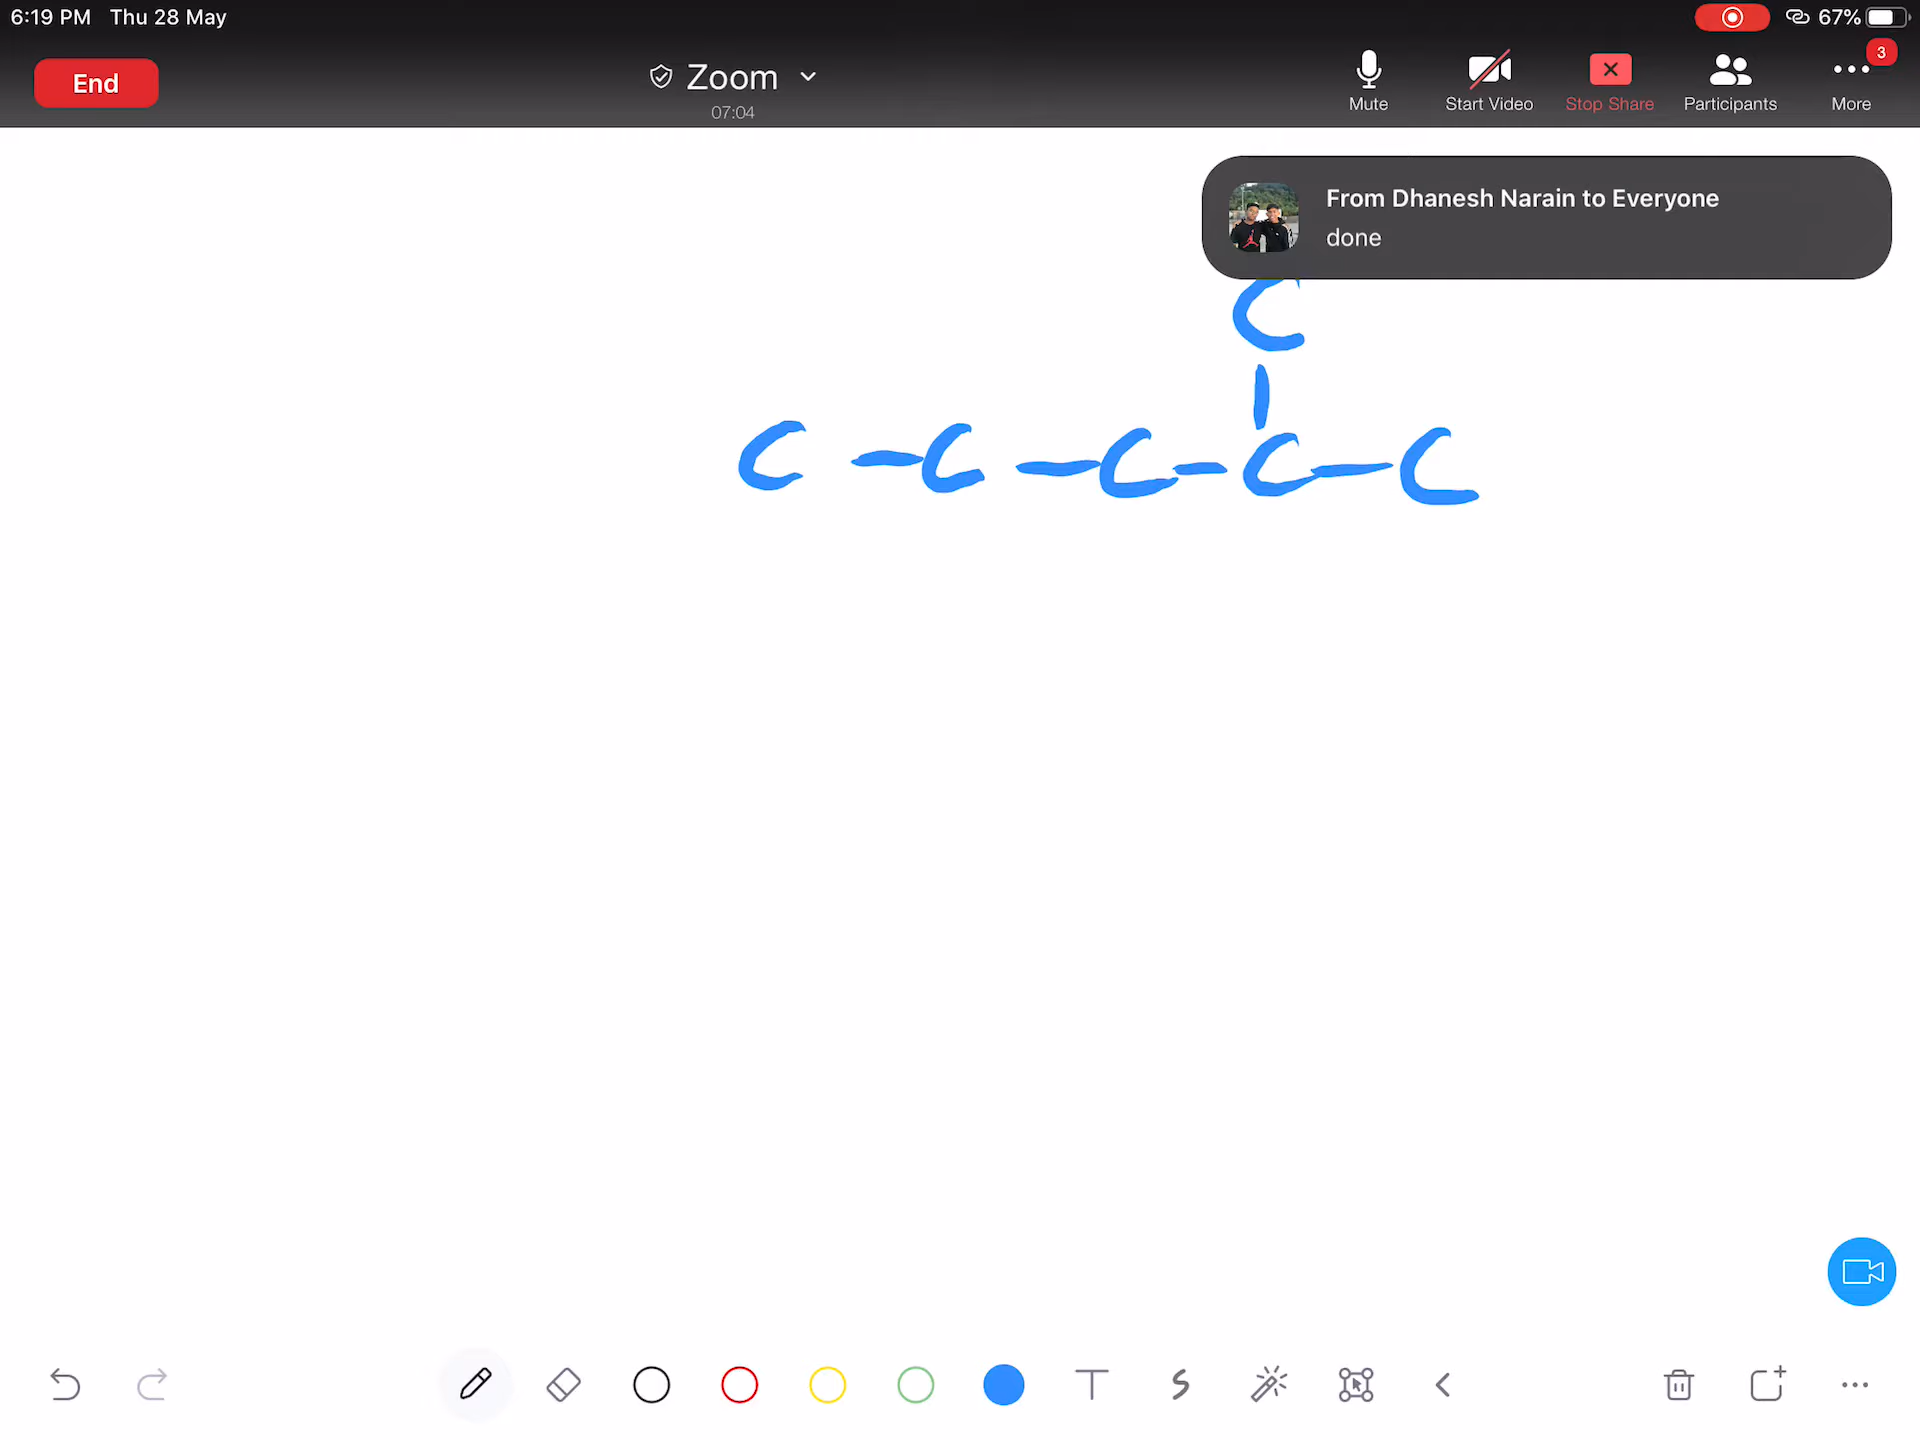 6:19 PM Thu 28 May
67%
End
Zoom
07:04
Mute
Start Video
Stop Share
Participants
More
3
From Dhanesh Narain to Everyone
done
C
C - C - C - C - C
T